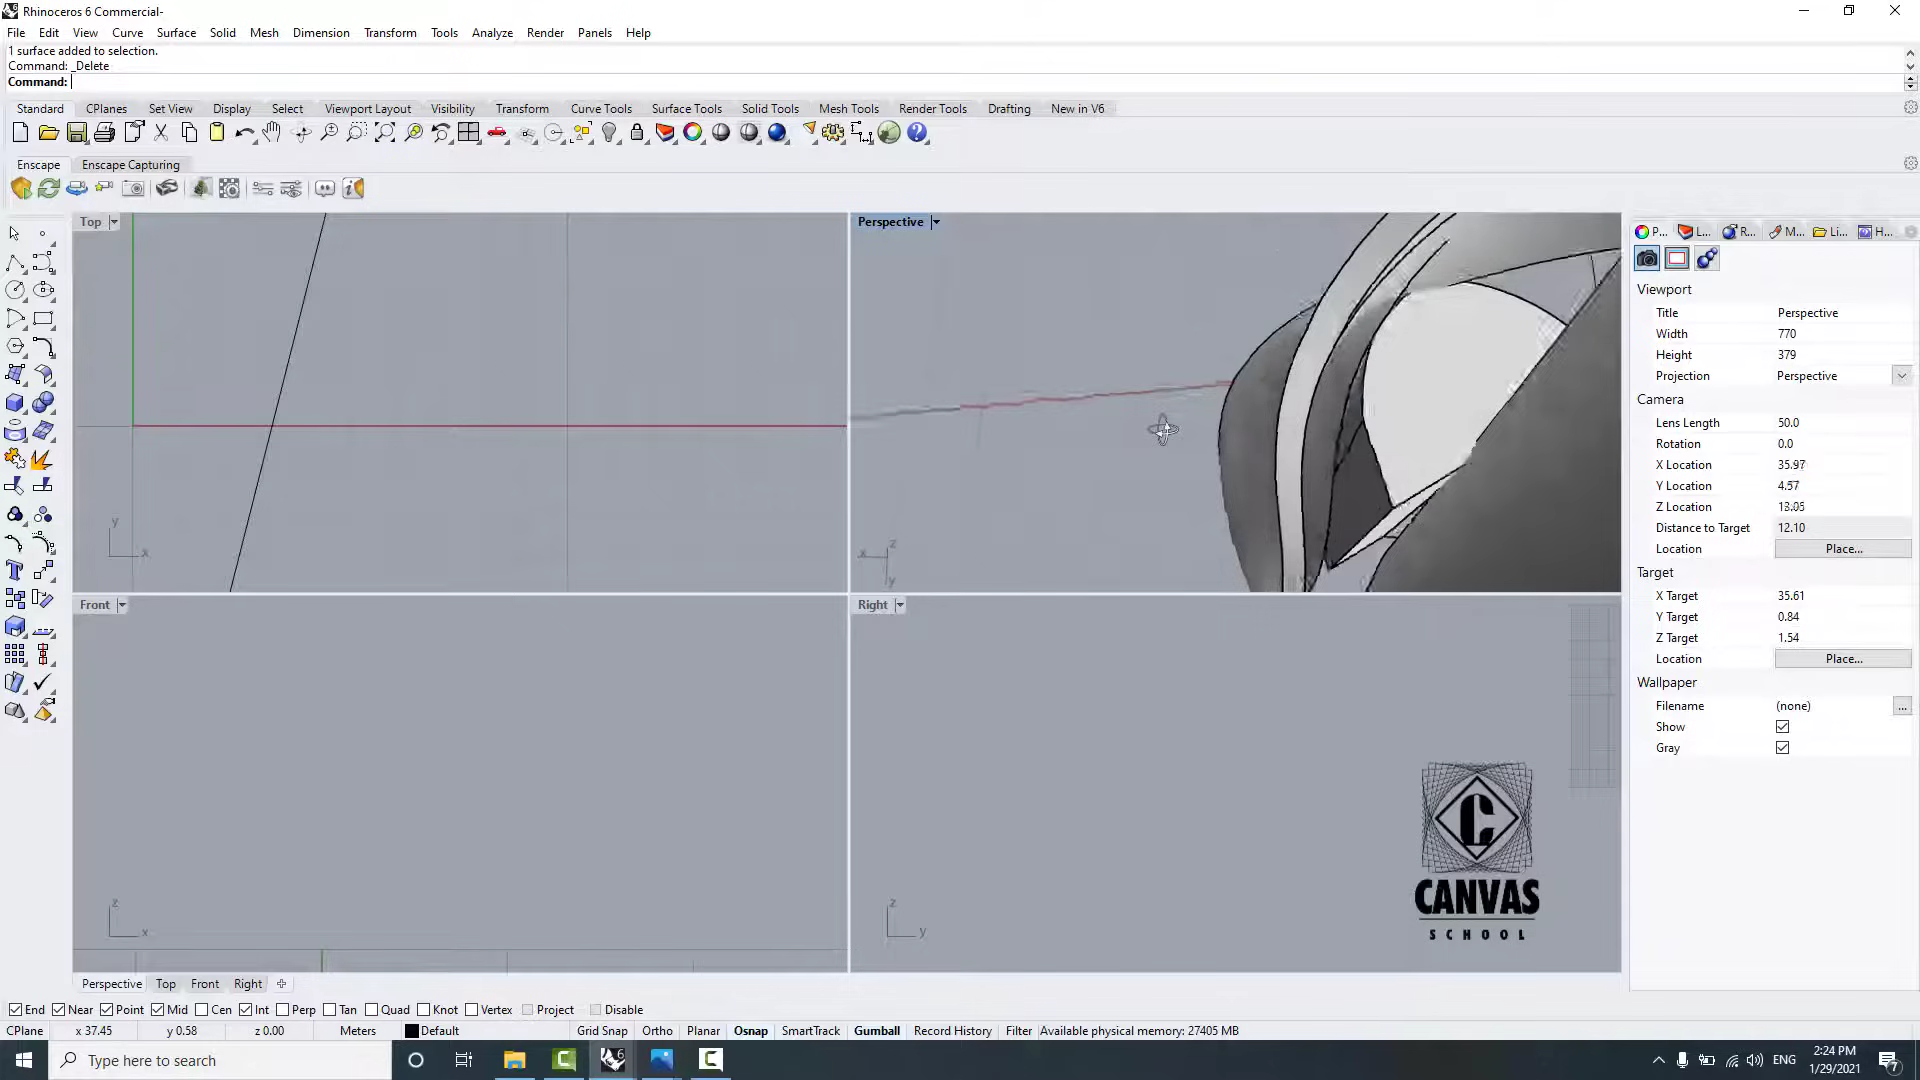 Rhinoceros 6 Commercial-
File Edit View Curve Surface Solid Mesh Dimension Transform Tools Analyze Render Panels Help
1 surface added to selection.
Command: _Delete
Command:
Standard CPlanes Set View Display Select Viewport Layout Visibility Transform Curve Tools Surface Tools Solid Tools Mesh Tools Render Tools Drafting New in V6
Enscape Enscape Capturing
Top
Perspective
P... L... R... M... Li... H...
Viewport
Title Perspective
Width 770
Height 379
Projection Perspective
Camera
Lens Length 50.0
Rotation 0.0
X Location 35.97
Y Location 4.57
Z Location 13.05
Distance to Target 12.10
Location Place...
Target
X Target 35.61
Y Target 0.84
Z Target 1.54
Location Place...
Wallpaper
Filename (none) ...
Show
Gray
y
x
x z
y
Front
Right
z
x
z
y
CANVAS
SCHOOL
Perspective Top Front Right
End Near Point Mid Cen Int Perp Tan Quad Knot Vertex Project Disable
CPlane x 37.45 y 0.58 z 0.00 Meters Default Grid Snap Ortho Planar Osnap SmartTrack Gumball Record History Filter Available physical memory: 27405 MB
Type here to search
ENG
2:24 PM
1/29/2021
7